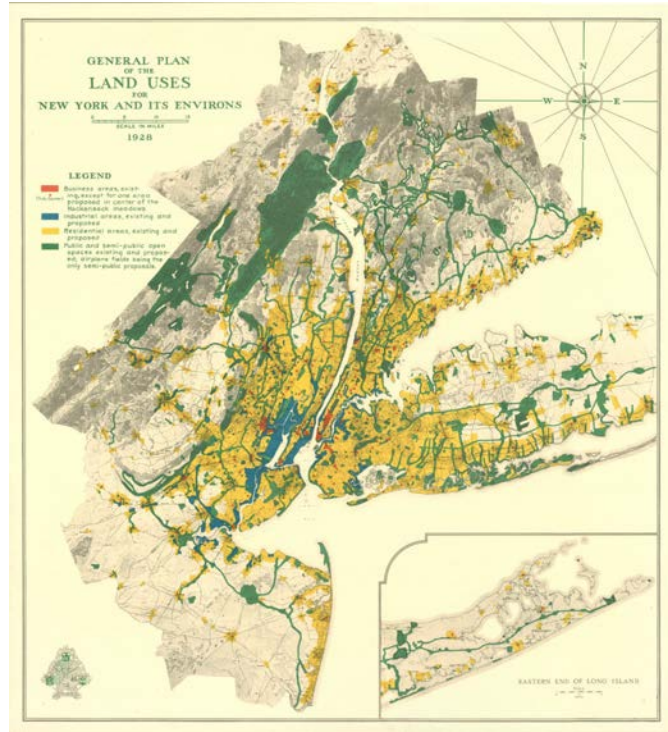 GENERAL PLAN
OF THE
LAND USES
FOR
NEW YORK AND ITS ENVIRONS
SCALE IN MILES
1928
N
W
E
S
LEGEND
Business areas, exist-
ing, except for one area
proposed in center of the
Hackensack meadows
Industrial areas, existing and
proposed
Residential areas, existing and
proposed
Public and semi-public open
spaces existing and propos-
ed, airplane fields being the
only semi-public proposals
EASTERN END OF LONG ISLAND